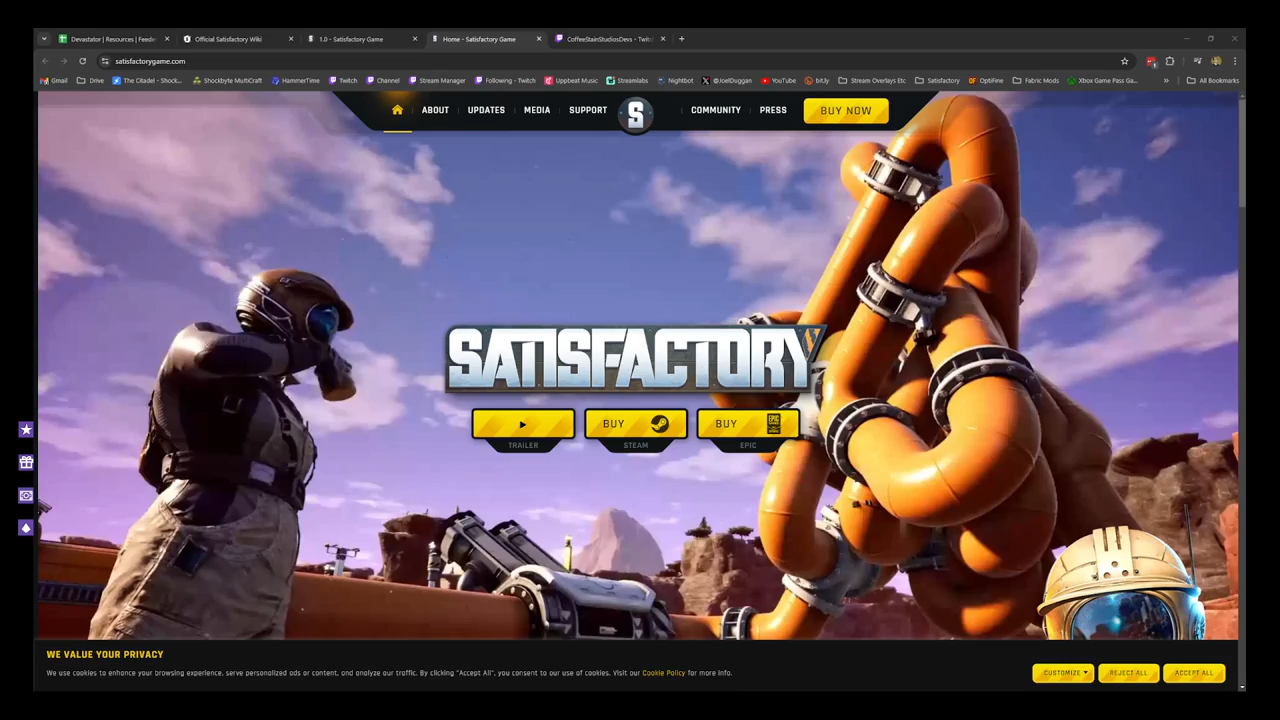 Devastator | Resources | Feede
Official Satisfactory Wiki
1.0 - Satisfactory Game
Home - Satisfactory Game
CoffeeStainStudiosDevs - Twitc
satisfactorygame.com
Gmail
Drive
The Citadel - Shock...
Shockbyte MultiCraft
HammerTime
Twitch
Channel
Stream Manager
Following - Twitch
Uppbeat Music
Streamlabs
Nightbot
@JoelDuggan
YouTube
bit.ly
Stream Overlays Etc
Satisfactory
OptiFine
Fabric Mods
Xbox Game Pass Ga...
»
All Bookmarks
ABOUT
UPDATES
MEDIA
SUPPORT
S
COMMUNITY
PRESS
BUY NOW
SATISFACTORY
BUY
BUY
TRAILER
STEAM
EPIC
WE VALUE YOUR PRIVACY
We use cookies to enhance your browsing experience, serve personalized ads or content, and analyze our traffic. By clicking "Accept All", you consent to our use of cookies. Visit our Cookie Policy for more info.
CUSTOMIZE
REJECT ALL
ACCEPT ALL